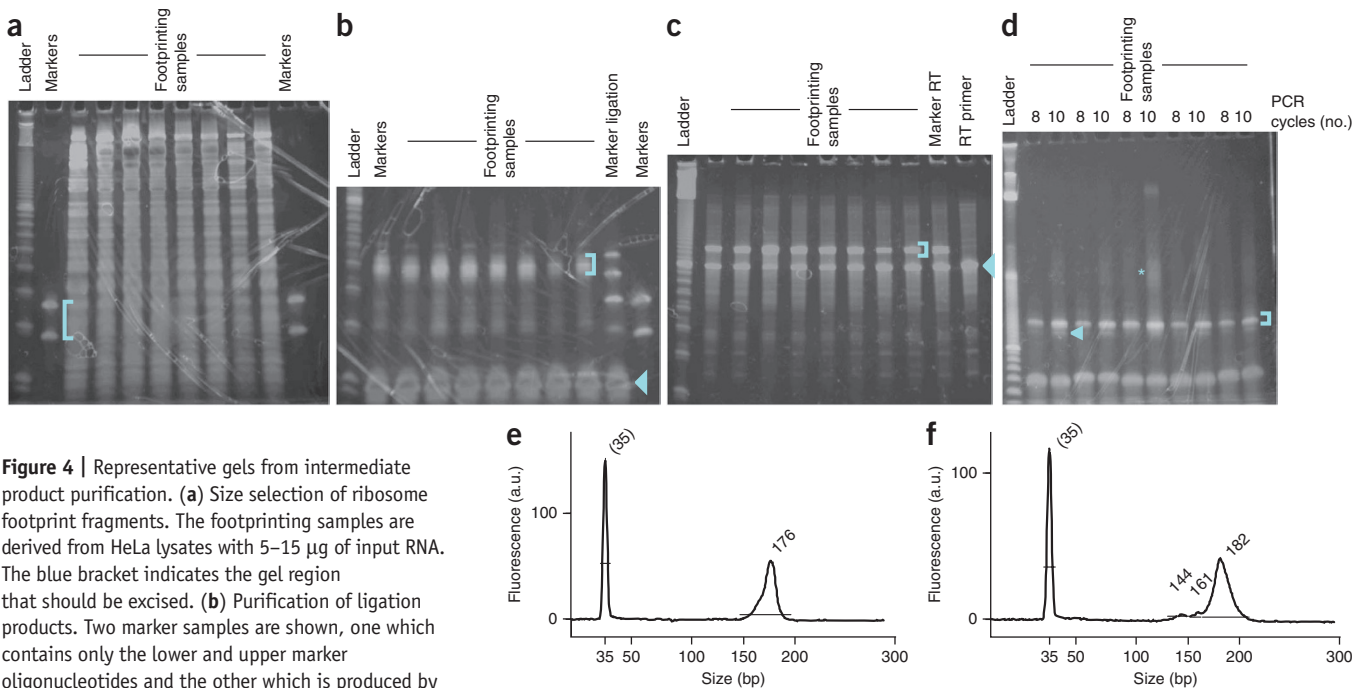 a
b
c
d
Ladder
Markers
Footprinting
samples
Markers
Ladder
Markers
Footprinting
samples
Marker ligation
Markers
Ladder
Footprinting
samples
Marker RT
RT primer
Ladder
Footprinting
samples
8 10 8 10 8 10 8 10 8 10
PCR
cycles (no.)
*
Figure 4 | Representative gels from intermediate
product purification. (a) Size selection of ribosome
footprint fragments. The footprinting samples are
derived from HeLa lysates with 5–15 μg of input RNA.
The blue bracket indicates the gel region
that should be excised. (b) Purification of ligation
products. Two marker samples are shown, one which
contains only the lower and upper marker
oligonucleotides and the other which is produced by
e
Fluorescence (a.u.)
100
0
(35)
176
35 50 100 150 200 300
Size (bp)
f
Fluorescence (a.u.)
100
0
(35)
144
161
182
35 50 100 150 200 300
Size (bp)